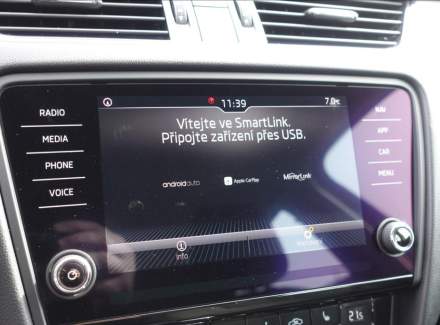 11:39 7.0°C
RADIO
MEDIA
PHONE
VOICE
Vítejte ve SmartLink.
Připojte zařízení přes USB.
androidauto Apple CarPlay MirrorLink
Info
NAV
APP
CAR
MENU